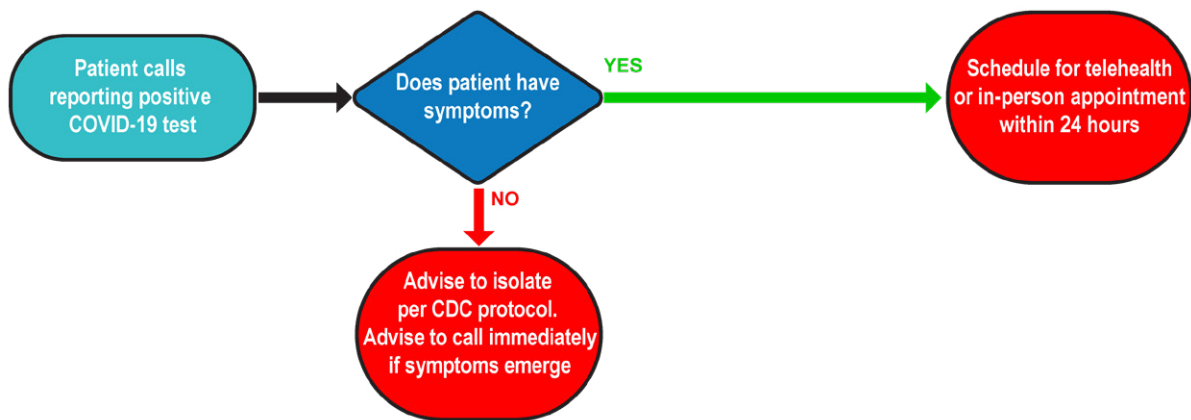 Patient calls
reporting positive
COVID-19 test
Does patient have
symptoms?
YES
Schedule for telehealth
or in-person appointment
within 24 hours
NO
Advise to isolate
per CDC protocol.
Advise to call immediately
if symptoms emerge